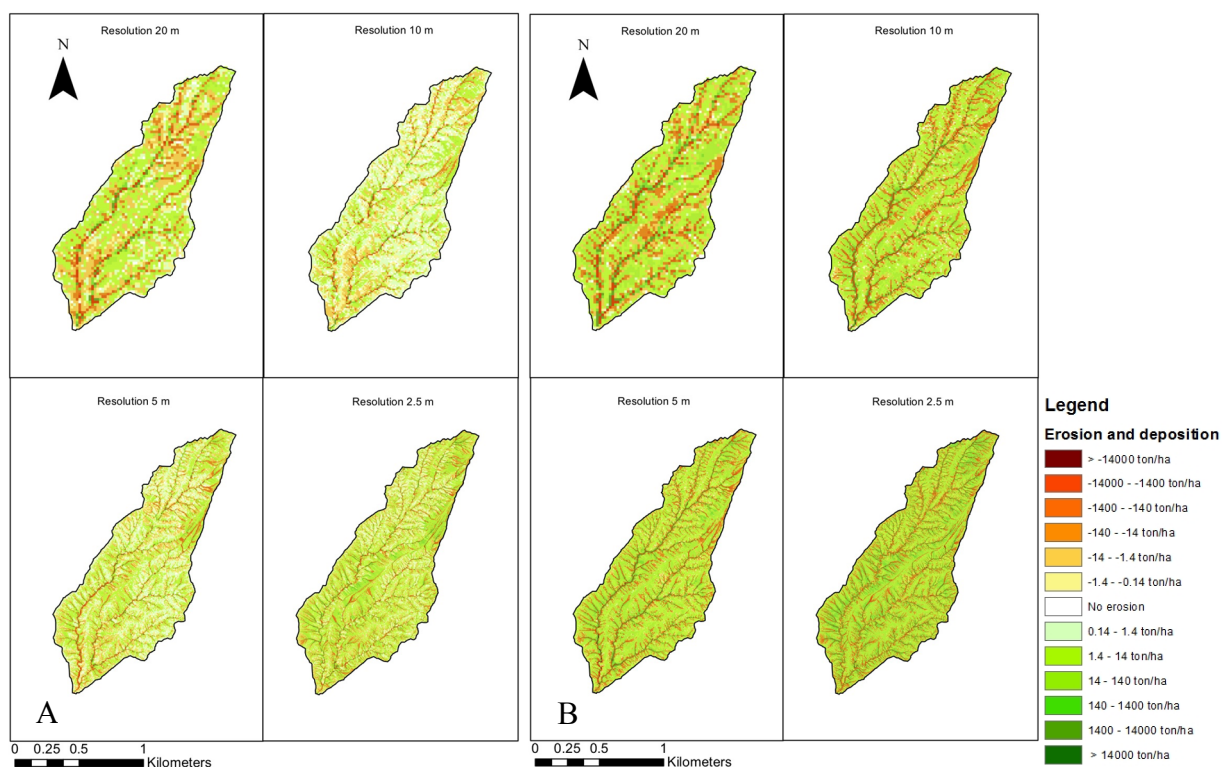 Resolution 20 m
Resolution 10 m
N
Resolution 20 m
Resolution 10 m
N
Resolution 5 m
Resolution 2.5 m
A
0 0.25 0.5 1
Kilometers
Resolution 5 m
Resolution 2.5 m
B
0 0.25 0.5 1
Kilometers
Legend
Erosion and deposition
> -14000 ton/ha
-14000 - -1400 ton/ha
-1400 - -140 ton/ha
-140 - -14 ton/ha
-14 - -1.4 ton/ha
-1.4 - -0.14 ton/ha
No erosion
0.14 - 1.4 ton/ha
1.4 - 14 ton/ha
14 - 140 ton/ha
140 - 1400 ton/ha
1400 - 14000 ton/ha
> 14000 ton/ha